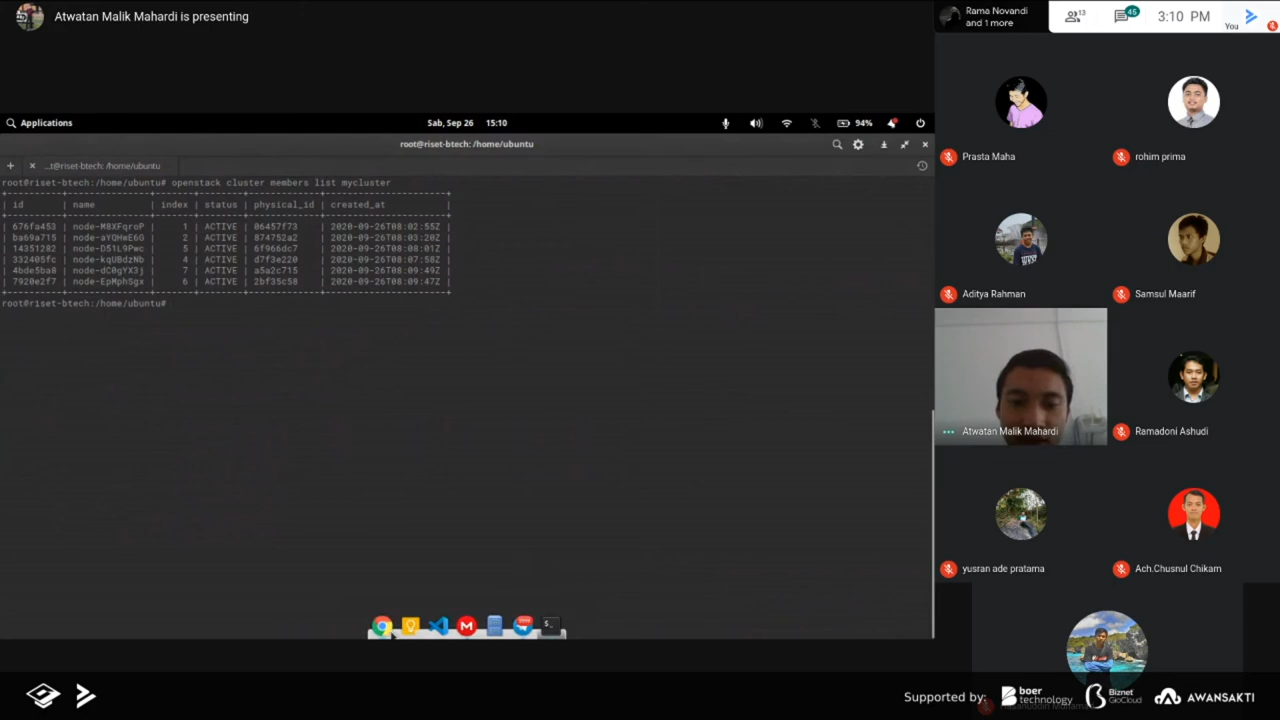 Atwatan Malik Mahardi is presenting
Rama Novandi
and 1 more
13
45
3:10 PM
You
Applications
Sab, Sep 26 15:10
94%
root@riset-btech: /home/ubuntu
...t@riset-btech: /home/ubuntu
root@riset-btech:/home/ubuntu# openstack cluster members list mycluster
| id | name | index | status | physical_id | created_at |
| 676fa453 | node-M8XFqroP | 1 | ACTIVE | 06457f73 | 2020-09-26T08:02:55Z |
| ba69a715 | node-aYQHWE6G | 2 | ACTIVE | 874752a2 | 2020-09-26T08:03:20Z |
| 14351282 | node-D51L9Pwc | 5 | ACTIVE | 6f966dc7 | 2020-09-26T08:08:01Z |
| 332405fc | node-kqUBdzNb | 4 | ACTIVE | d7f3e220 | 2020-09-26T08:07:58Z |
| 4bde5ba8 | node-dC0gYX3j | 7 | ACTIVE | a5a2c715 | 2020-09-26T08:09:49Z |
| 7920e2f7 | node-EpMphSgx | 6 | ACTIVE | 2bf35c58 | 2020-09-26T08:09:47Z |
root@riset-btech:/home/ubuntu#
Prasta Maha
rohim prima
Aditya Rahman
Samsul Maarif
Atwatan Malik Mahardi
Ramadoni Ashudi
yusran ade pratama
Ach.Chusnul Chikam
Supported by:
boer
technology
Biznet
GioCloud
AWANSAKTI